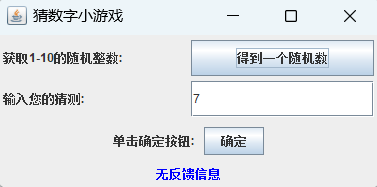 猜数字小游戏
获取1-10的随机整数: 得到一个随机数
输入您的猜测: 7
单击确定按钮: 确定
无反馈信息